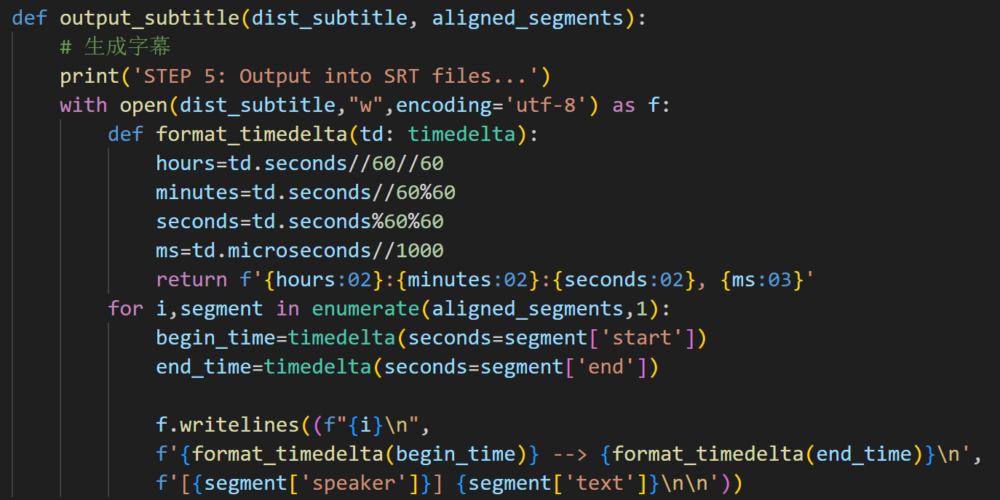 def output_subtitle(dist_subtitle, aligned_segments):
    # 生成字幕
    print('STEP 5: Output into SRT files...')
    with open(dist_subtitle,"w",encoding='utf-8') as f:
        def format_timedelta(td: timedelta):
            hours=td.seconds//60//60
            minutes=td.seconds//60%60
            seconds=td.seconds%60%60
            ms=td.microseconds//1000
            return f'{hours:02}:{minutes:02}:{seconds:02}, {ms:03}'
        for i,segment in enumerate(aligned_segments,1):
            begin_time=timedelta(seconds=segment['start'])
            end_time=timedelta(seconds=segment['end'])
            f.writelines((f"{i}\n",
            f'{format_timedelta(begin_time)} --> {format_timedelta(end_time)}\n',
            f'[{segment['speaker']}] {segment['text']}\n\n'))